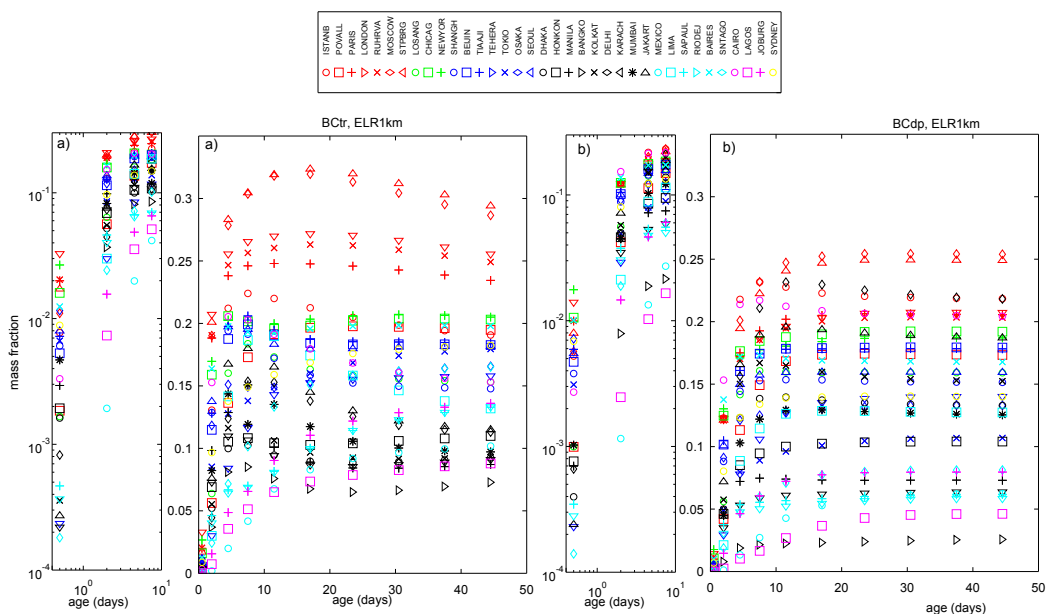 ISTANB
POVALL
PARIS
LONDON
RUHRVA
MOSCOW
STPBRG
LOSANG
CHICAG
NEWYOR
SHANGH
BEIJIN
TIAAJI
TEHERA
TOKIO
OSAKA
SEOUL
DHAKA
HONKON
MANILA
BANGKO
KOLKAT
DELHI
KARACH
MUMBAI
JAKART
MEXICO
LIMA
SAPAUL
RIODEJ
BAIRES
SNTAGO
CAIRO
LAGOS
JOBURG
SYDNEY
BCtr, ELR1km
BCdp, ELR1km
a)
a)
b)
b)
mass fraction
10⁻¹
10⁻²
10⁻³
10⁻⁴
10⁰
10¹
age (days)
0.3
0.25
0.2
0.15
0.1
0.05
0
0 10 20 30 40 50
age (days)
10⁻¹
10⁻²
10⁻³
10⁻⁴
10⁰
10¹
age (days)
0.3
0.25
0.2
0.15
0.1
0.05
0
0 10 20 30 40 50
age (days)